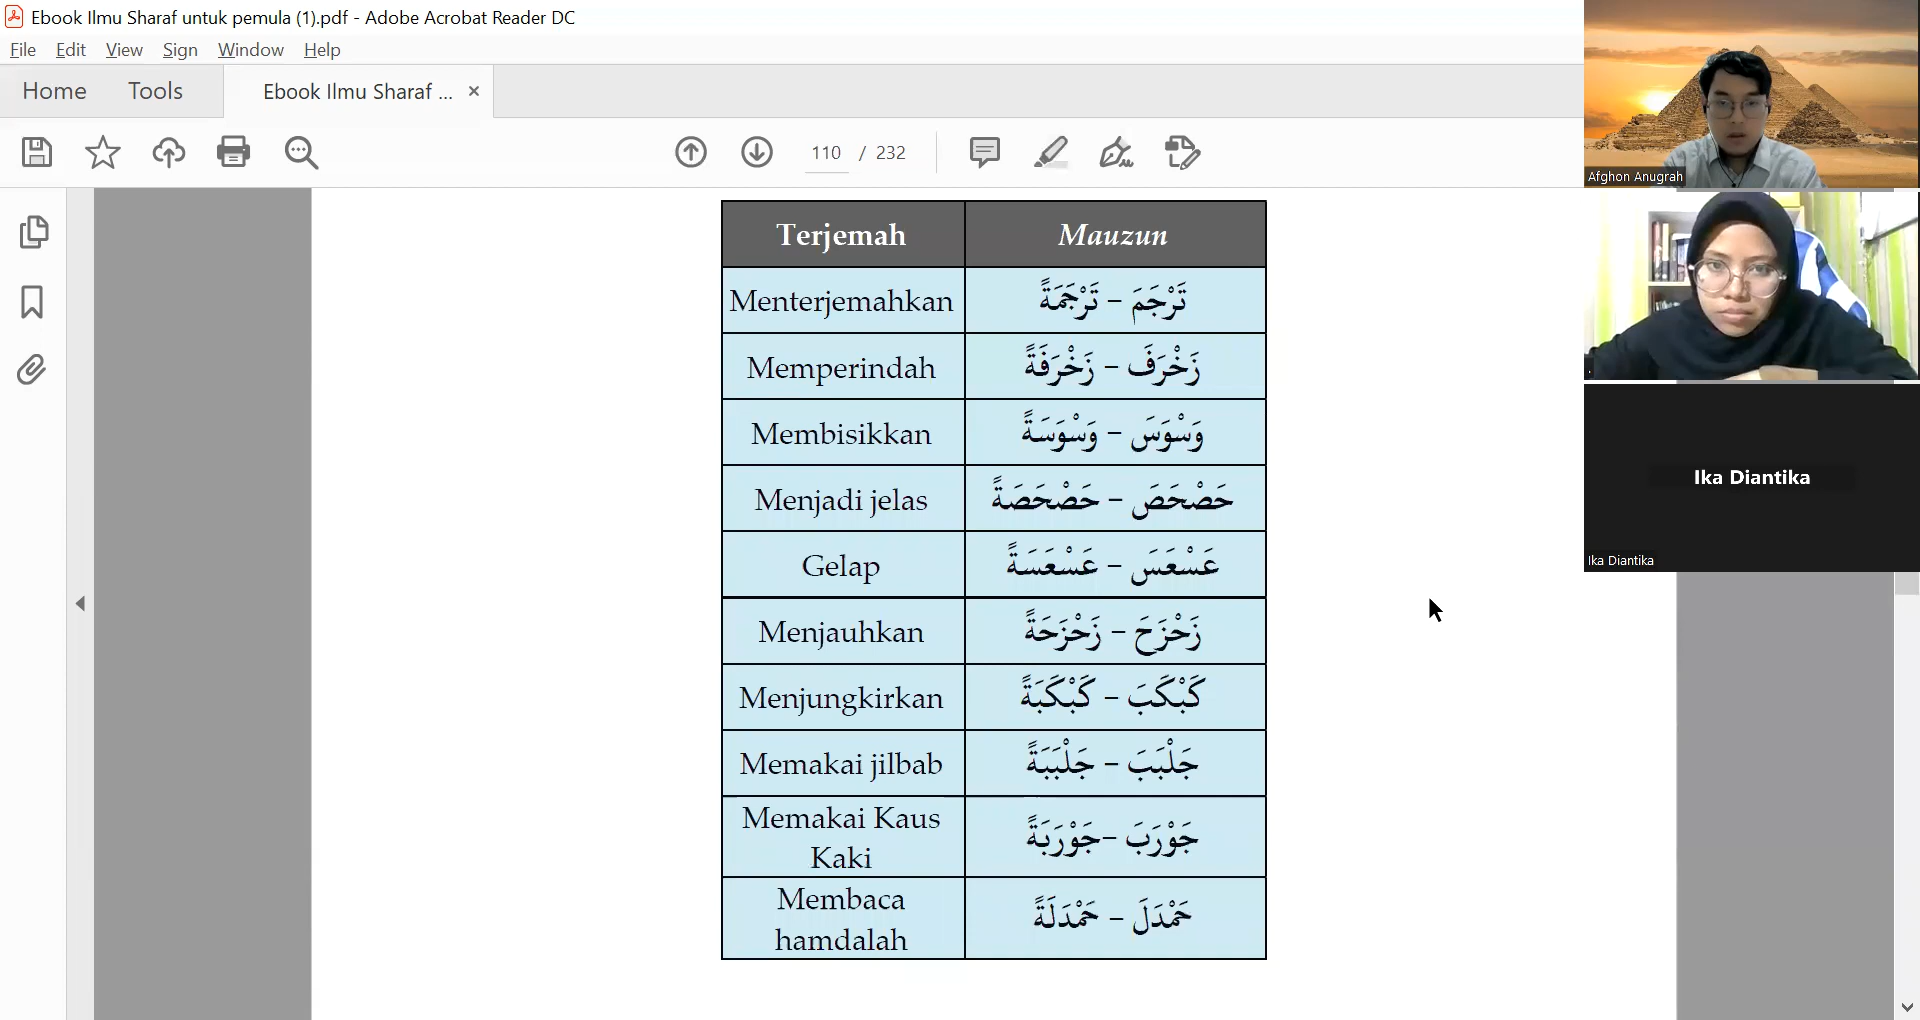 Ebook Ilmu Sharaf untuk pemula (1).pdf - Adobe Acrobat Reader DC
File Edit View Sign Window Help
Home Tools Ebook Ilmu Sharaf ... ×
110 / 232
Afghon Anugrah
Ika Diantika
Ika Diantika
Terjemah Mauzun
Menterjemahkan تَرْجَمَ – تَرْجَمَةً
Memperindah زَخْرَفَ – زَخْرَفَةً
Membisikkan وَسْوَسَ – وَسْوَسَةً
Menjadi jelas حَصْحَصَ – حَصْحَصَةً
Gelap عَسْعَسَ – عَسْعَسَةً
Menjauhkan زَحْزَحَ – زَحْزَحَةً
Menjungkirkan كَبْكَبَ – كَبْكَبَةً
Memakai jilbab جَلْبَبَ – جَلْبَبَةً
Memakai Kaus
Kaki جَوْرَبَ –جَوْرَبَةً
Membaca
hamdalah حَمْدَلَ – حَمْدَلَةً